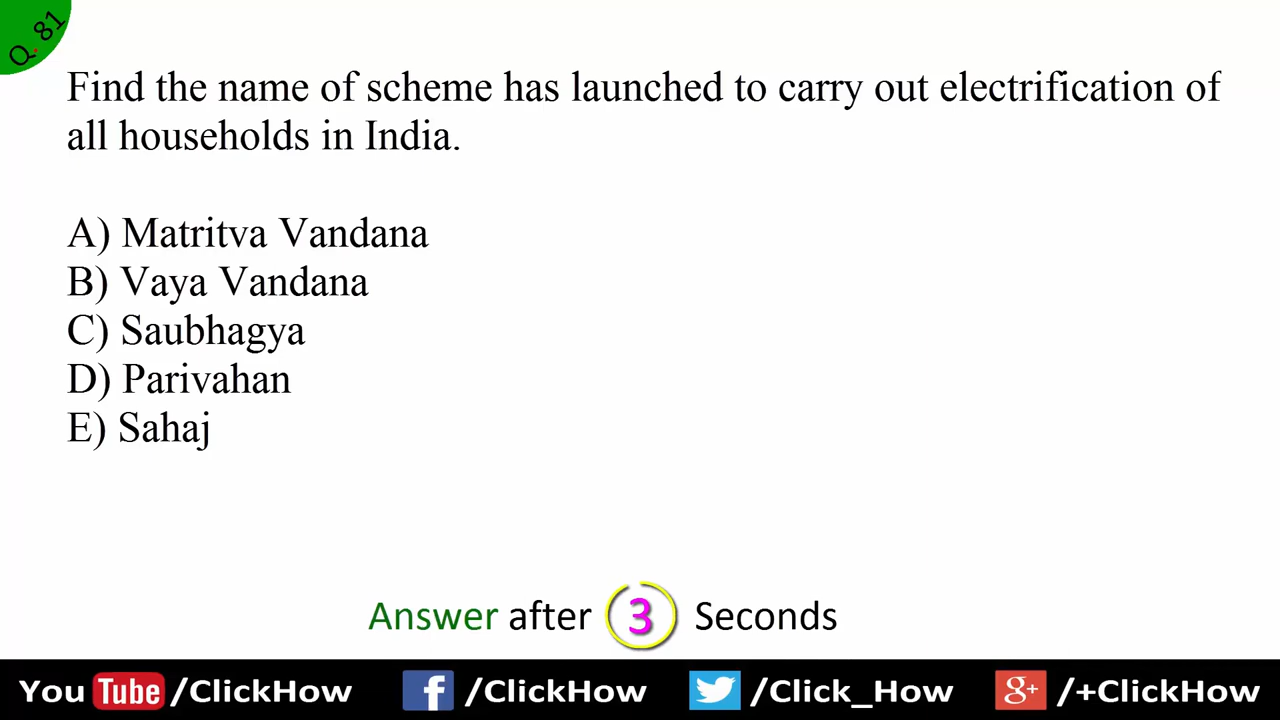 Q. 81
Find the name of scheme has launched to carry out electrification of
all households in India.
A) Matritva Vandana
B) Vaya Vandana
C) Saubhagya
D) Parivahan
E) Sahaj
Answer after 3 Seconds
You Tube /ClickHow f /ClickHow /Click_How g+ /+ClickHow